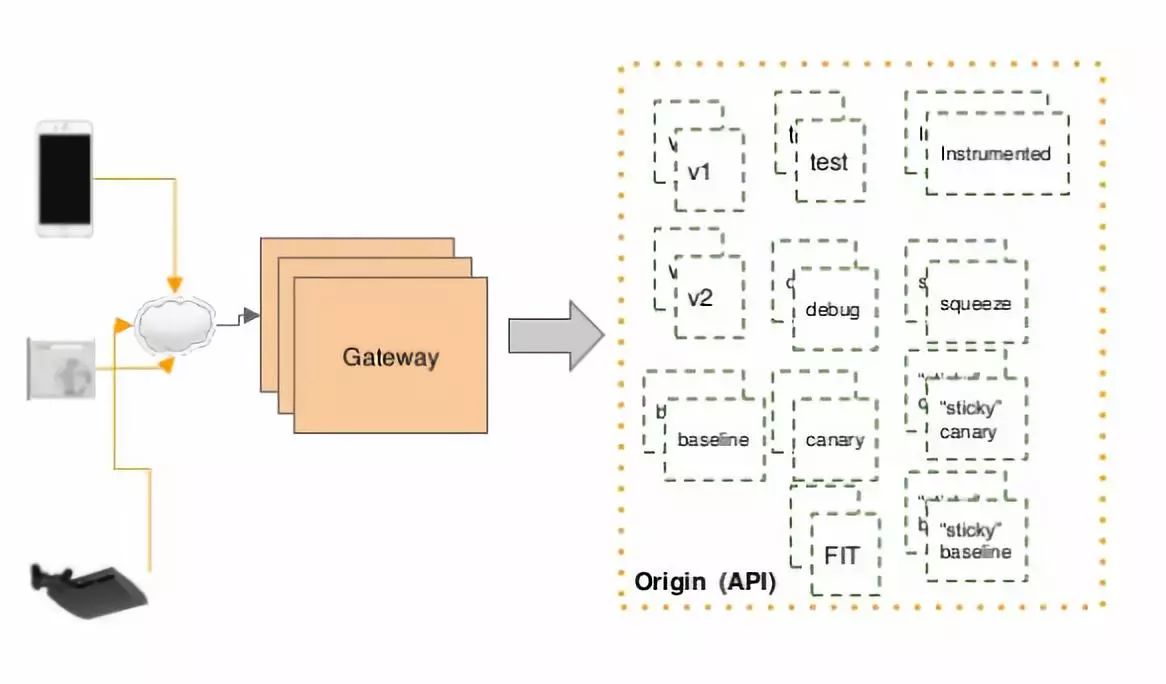 v1
test
Instrumented
v2
debug
squeeze
Gateway
baseline
canary
"sticky"
canary
FIT
"sticky"
baseline
Origin (API)